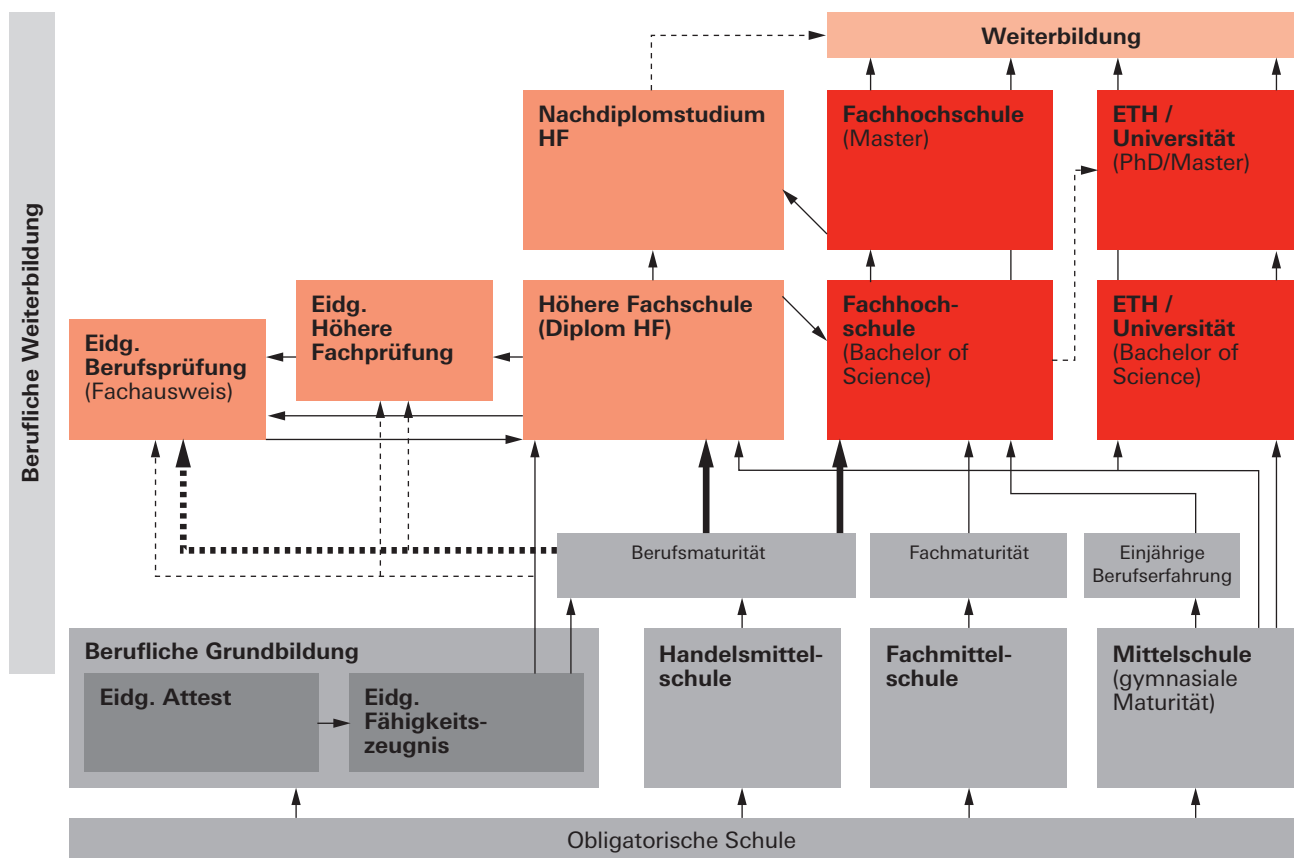 Berufliche Weiterbildung
Weiterbildung
Nachdiplomstudium
HF
Fachhochschule
(Master)
ETH /
Universität
(PhD/Master)
Eidg.
Berufsprüfung
(Fachausweis)
Eidg.
Höhere
Fachprüfung
Höhere Fachschule
(Diplom HF)
Fachhoch-
schule
(Bachelor of
Science)
ETH /
Universität
(Bachelor of
Science)
Berufsmaturität
Fachmaturität
Einjährige
Berufserfahrung
Berufliche Grundbildung
Eidg. Attest
Eidg.
Fähigkeits-
zeugnis
Handelsmittel-
schule
Fachmittel-
schule
Mittelschule
(gymnasiale
Maturität)
Obligatorische Schule